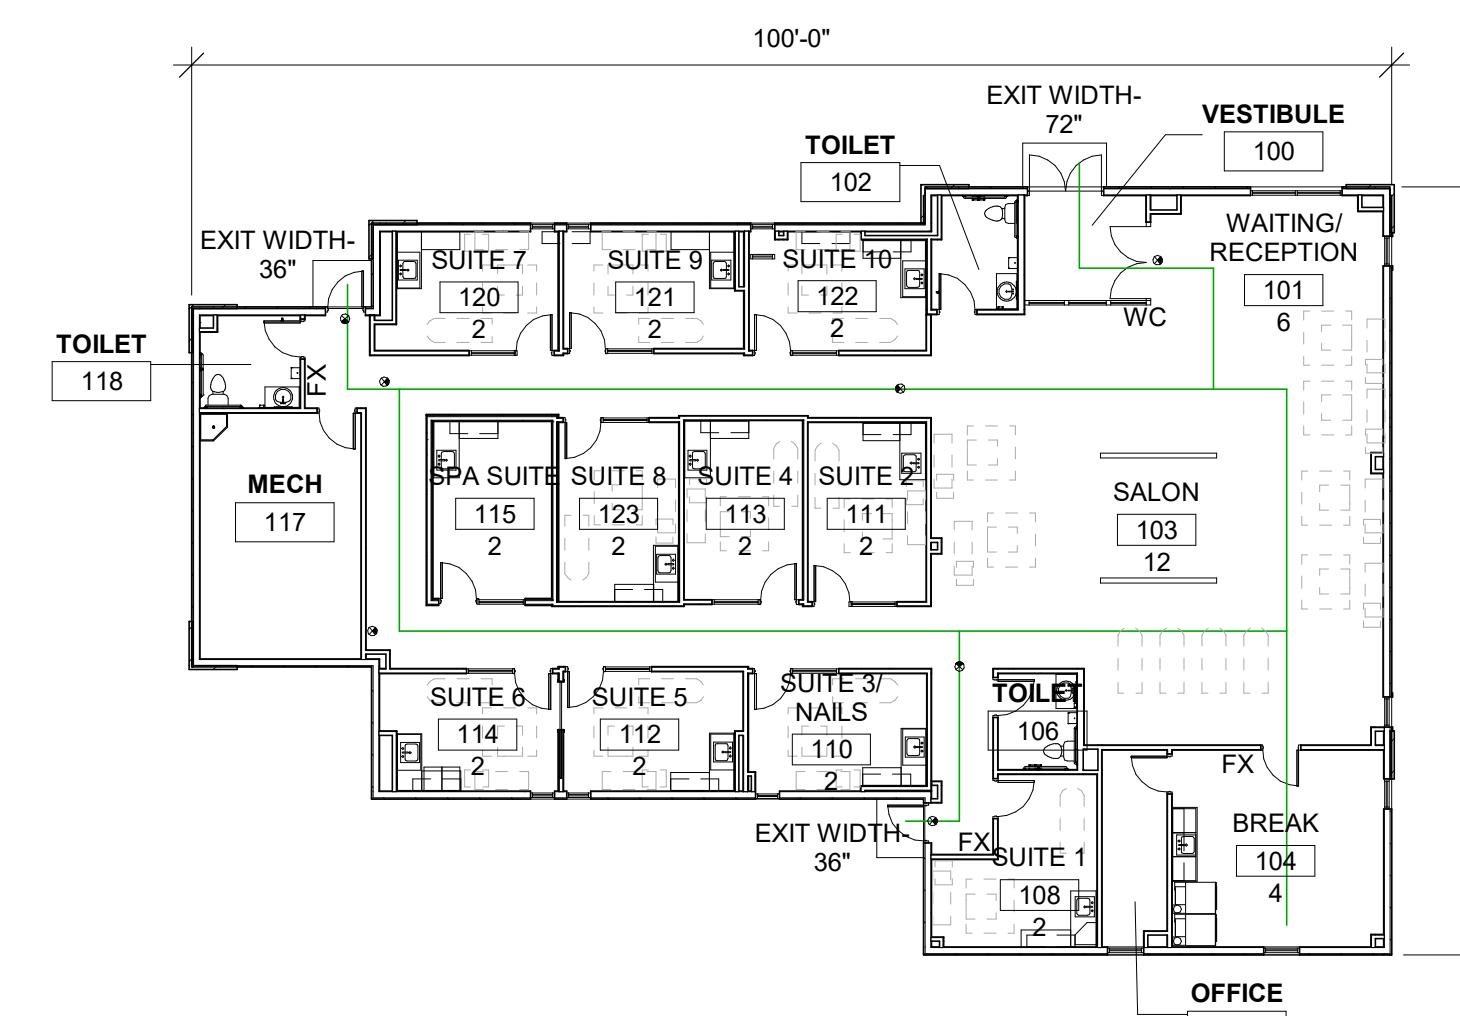 100'-0"
EXIT WIDTH-
72"
VESTIBULE
100
TOILET
102
EXIT WIDTH-
36"
WAITING/
RECEPTION
101
6
SUITE 7
120
2
SUITE 9
121
2
SUITE 10
122
2
WC
TOILET
118
FX
MECH
117
SPA SUITE
115
2
SUITE 8
123
2
SUITE 4
113
2
SUITE 2
111
2
SALON
103
12
SUITE 6
114
2
SUITE 5
112
2
SUITE 3/
NAILS
110
2
TOILET
106
FX
BREAK
104
4
EXIT WIDTH-
36"
FX
SUITE 1
108
2
OFFICE